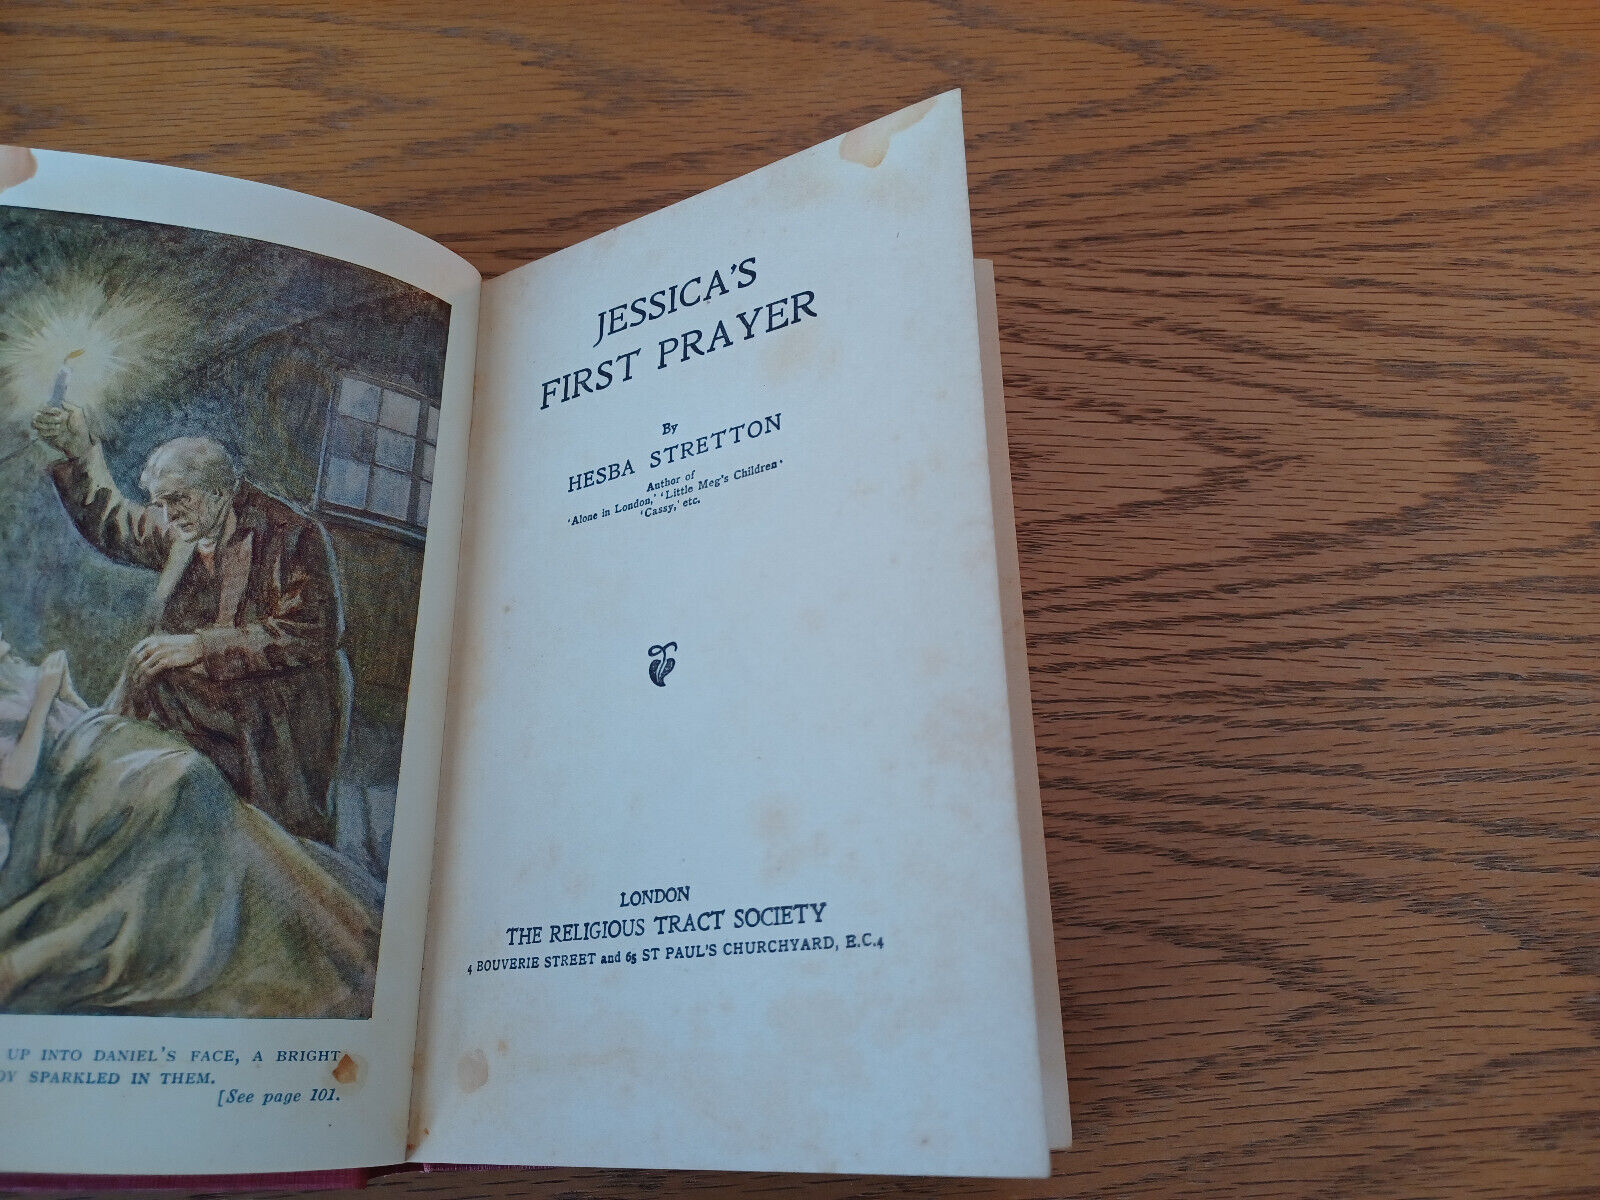 UP INTO DANIEL'S FACE, A BRIGHT
SPARKLED IN THEM.
[See page 101.
JESSICA'S
FIRST PRAYER
By
HESBA STRETTON
Author of
'Alone in London,' 'Little Meg's Children'
'Cassy,' etc.
LONDON
THE RELIGIOUS TRACT SOCIETY
4 BOUVERIE STREET and 65 ST PAUL'S CHURCHYARD, E.C.4